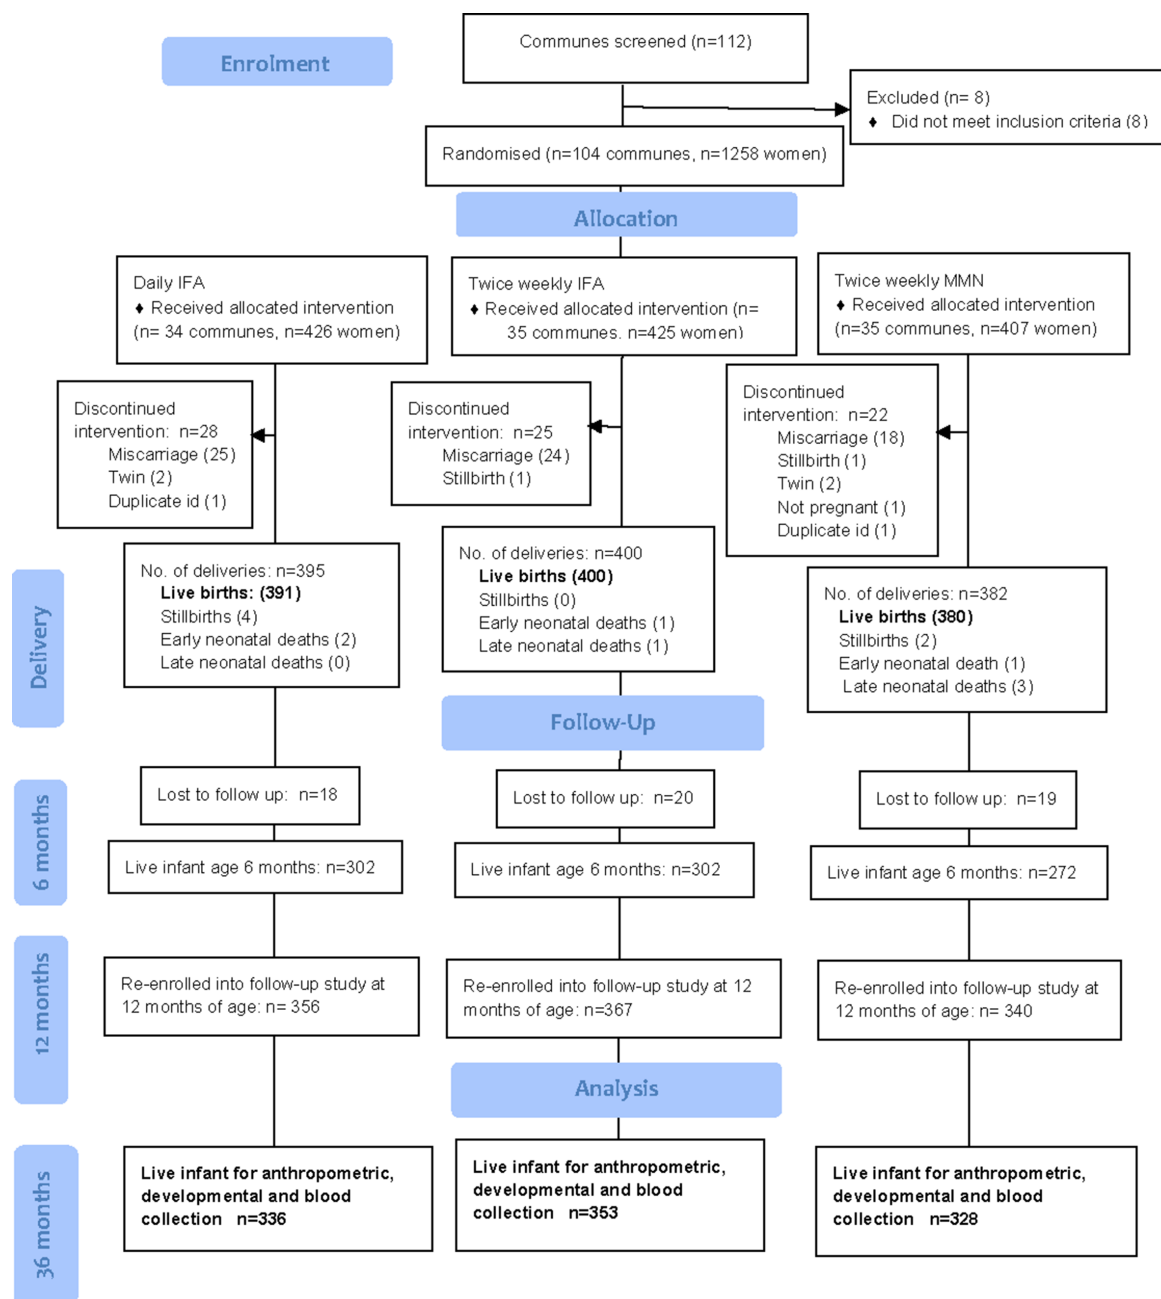 Enrolment
Communes screened (n=112)
Excluded (n= 8)
♦ Did not meet inclusion criteria (8)
Randomised (n=104 communes, n=1258 women)
Allocation
Daily IFA
♦ Received allocated intervention
(n= 34 communes, n=426 women)
Twice weekly IFA
♦ Received allocated intervention (n=
35 communes. n=425 women)
Twice weekly MMN
♦ Received allocated intervention
(n=35 communes, n=407 women)
Discontinued
intervention: n=28
Miscarriage (25)
Twin (2)
Duplicate id (1)
Discontinued
intervention: n=25
Miscarriage (24)
Stillbirth (1)
Discontinued
intervention: n=22
Miscarriage (18)
Stillbirth (1)
Twin (2)
Not pregnant (1)
Duplicate id (1)
Delivery
No. of deliveries: n=395
Live births: (391)
Stillbirths (4)
Early neonatal deaths (2)
Late neonatal deaths (0)
No. of deliveries: n=400
Live births (400)
Stillbirths (0)
Early neonatal deaths (1)
Late neonatal deaths (1)
No. of deliveries: n=382
Live births (380)
Stillbirths (2)
Early neonatal death (1)
Late neonatal deaths (3)
Follow-Up
6 months
Lost to follow up: n=18
Lost to follow up: n=20
Lost to follow up: n=19
Live infant age 6 months: n=302
Live infant age 6 months: n=302
Live infant age 6 months: n=272
12 months
Re-enrolled into follow-up study at
12 months of age: n= 356
Re-enrolled into follow-up study at 12
months of age: n=367
Re-enrolled into follow-up study at
12 months of age: n= 340
Analysis
36 months
Live infant for anthropometric,
developmental and blood
collection n=336
Live infant for anthropometric,
developmental and blood
collection n=353
Live infant for anthropometric,
developmental and blood
collection n=328